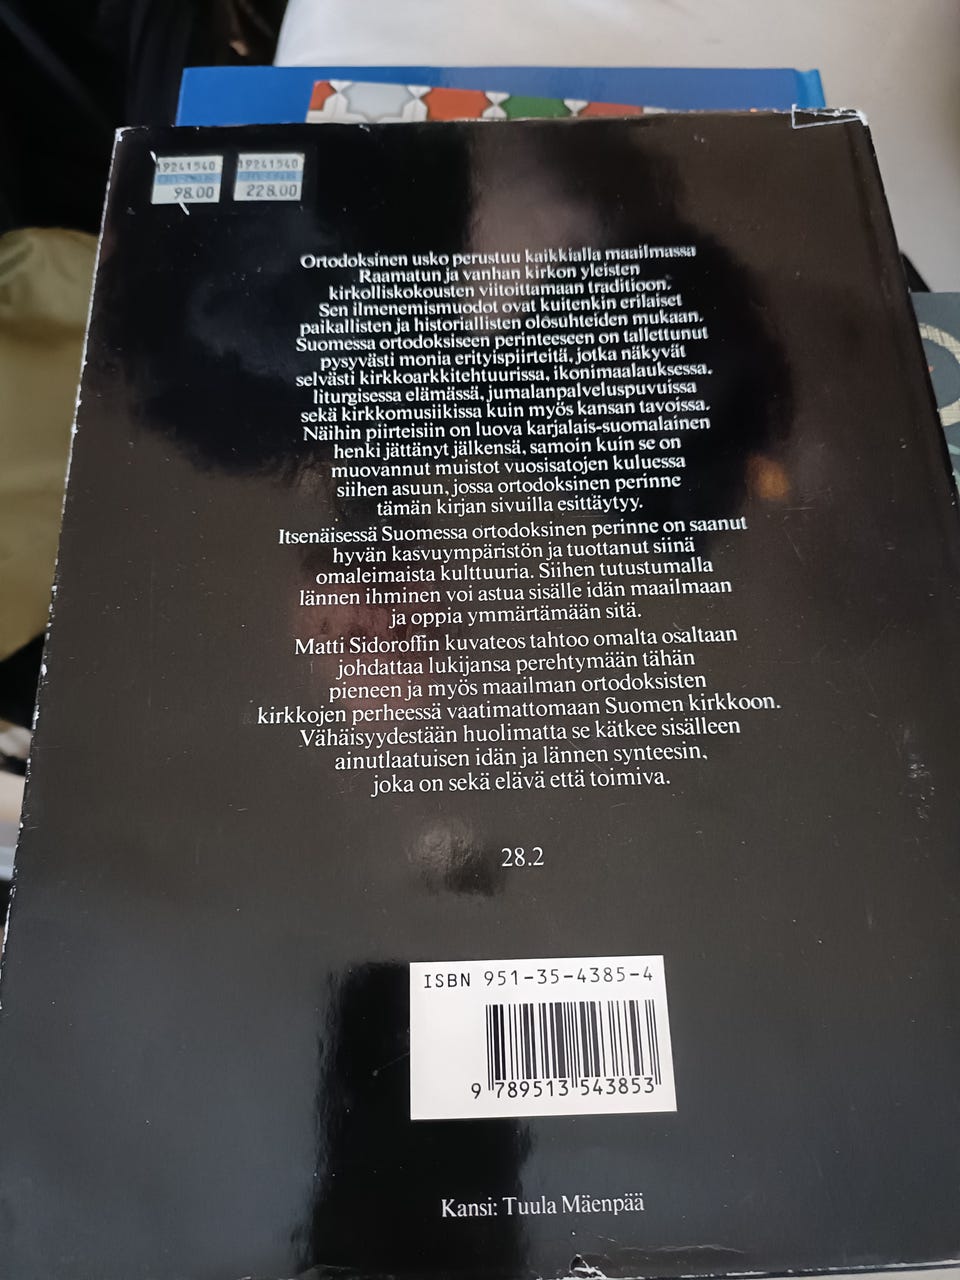 19241540 19241540
98.00 228.00
Ortodoksinen usko perustuu kaikkialla maailmassa
Raamatun ja vanhan kirkon yleisten
kirkolliskokousten viitoittamaan traditioon.
Sen ilmenemismuodot ovat kuitenkin erilaiset
paikallisten ja historiallisten olosuhteiden mukaan.
Suomessa ortodoksiseen perinteeseen on tallettunut
pysyvästi monia erityispiirteitä, jotka näkyvät
selvästi kirkkoarkkitehtuurissa, ikonimaalauksessa,
liturgisessa elämässä, jumalanpalveluspuvuissa
sekä kirkkomusiikissa kuin myös kansan tavoissa.
Näihin piirteisiin on luova karjalais-suomalainen
henki jättänyt jälkensä, samoin kuin se on
muovannut muistot vuosisatojen kuluessa
siihen asuun, jossa ortodoksinen perinne
tämän kirjan sivuilla esittäytyy.
Itsenäisessä Suomessa ortodoksinen perinne on saanut
hyvän kasvuympäristön ja tuottanut siinä
omaleimaista kulttuuria. Siihen tutustumalla
lännen ihminen voi astua sisälle idän maailmaan
ja oppia ymmärtämään sitä.
Matti Sidoroffin kuvateos tahtoo omalta osaltaan
johdattaa lukijansa perehtymään tähän
pieneen ja myös maailman ortodoksisten
kirkkojen perheessä vaatimattomaan Suomen kirkkoon.
Vähäisyydestään huolimatta se kätkee sisälleen
ainutlaatuisen idän ja lännen synteesin,
joka on sekä elävä että toimiva.
28.2
ISBN 951-35-4385-4
9 789513 543853
Kansi: Tuula Mäenpää